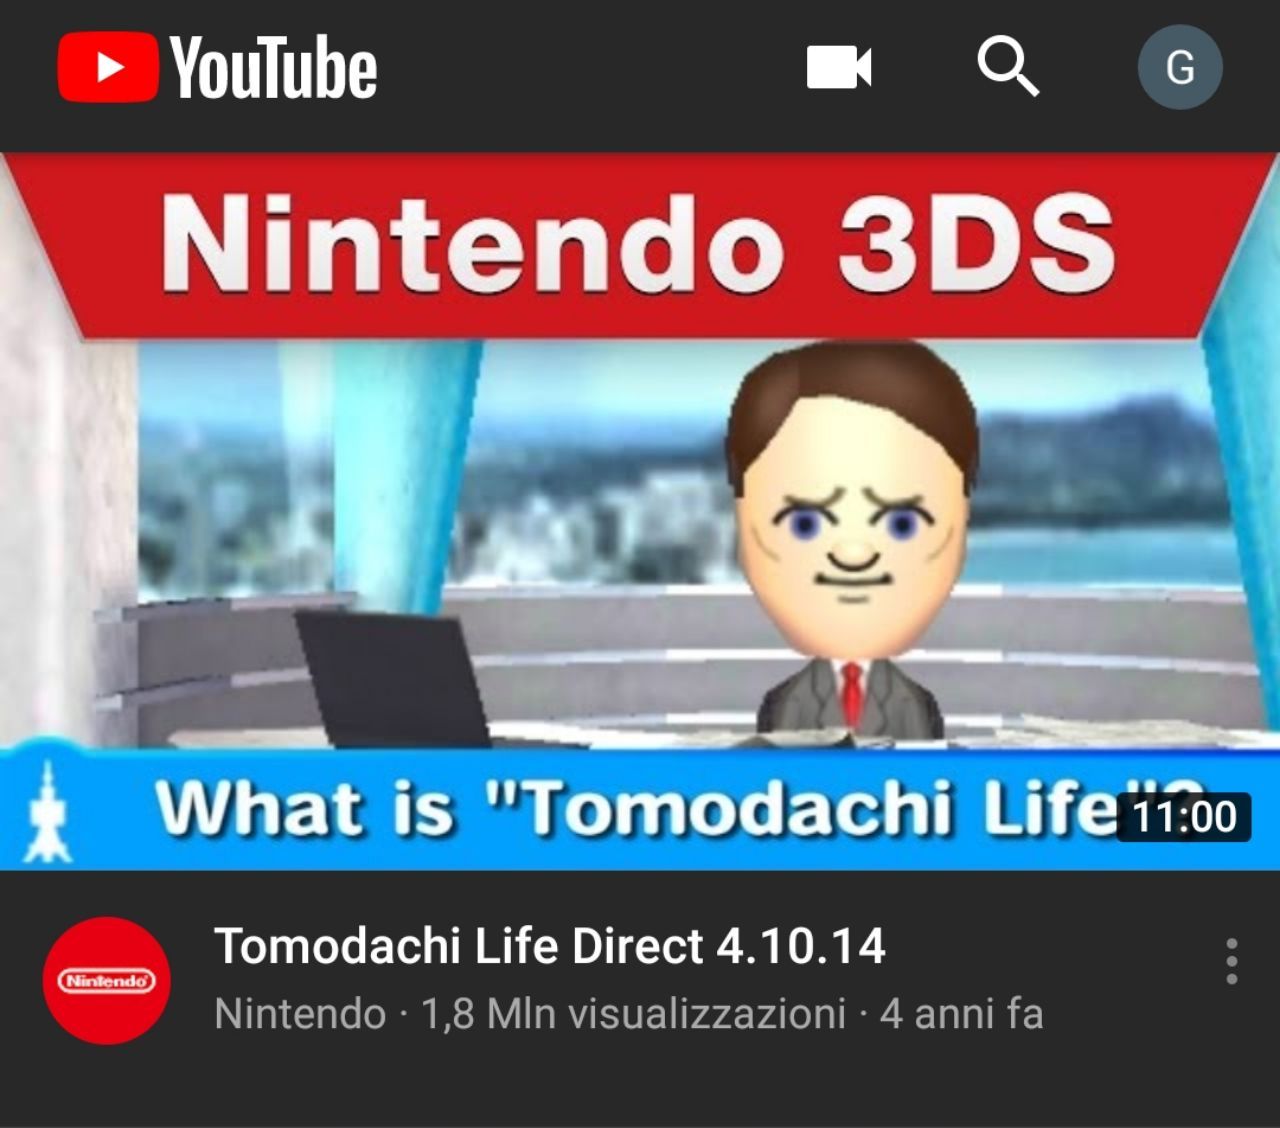 YouTube
G
Nintendo 3DS
What is "Tomodachi Life"?
11:00
Nintendo
Tomodachi Life Direct 4.10.14
Nintendo · 1,8 Mln visualizzazioni · 4 anni fa